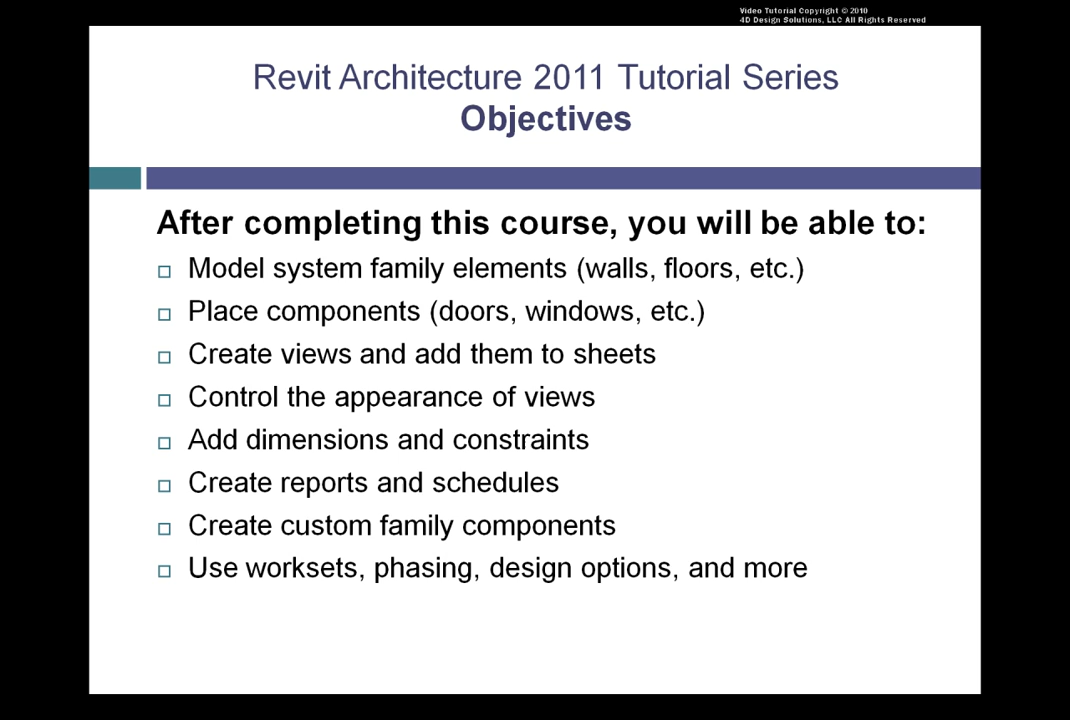 Video Tutorial Copyright © 2010
4D Design Solutions, LLC All Rights Reserved
Revit Architecture 2011 Tutorial Series
Objectives
After completing this course, you will be able to:
Model system family elements (walls, floors, etc.)
Place components (doors, windows, etc.)
Create views and add them to sheets
Control the appearance of views
Add dimensions and constraints
Create reports and schedules
Create custom family components
Use worksets, phasing, design options, and more